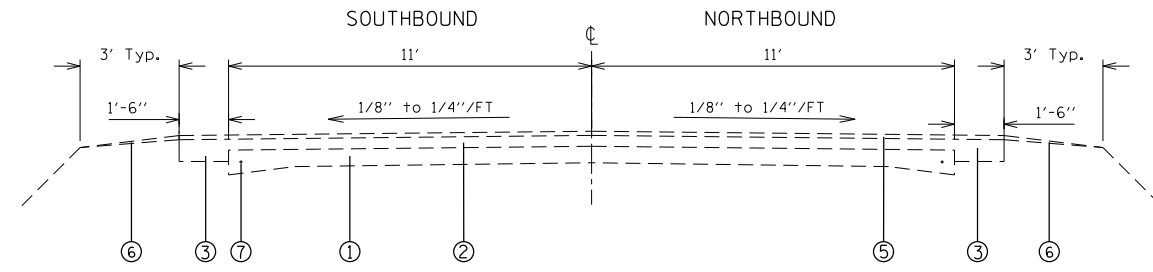 SOUTHBOUND NORTHBOUND
℄
3' Typ. 11' 11' 3' Typ.
1'-6'' 1/8'' to 1/4''/FT 1/8'' to 1/4''/FT 1'-6''
6 3 7 1 2 5 3 6